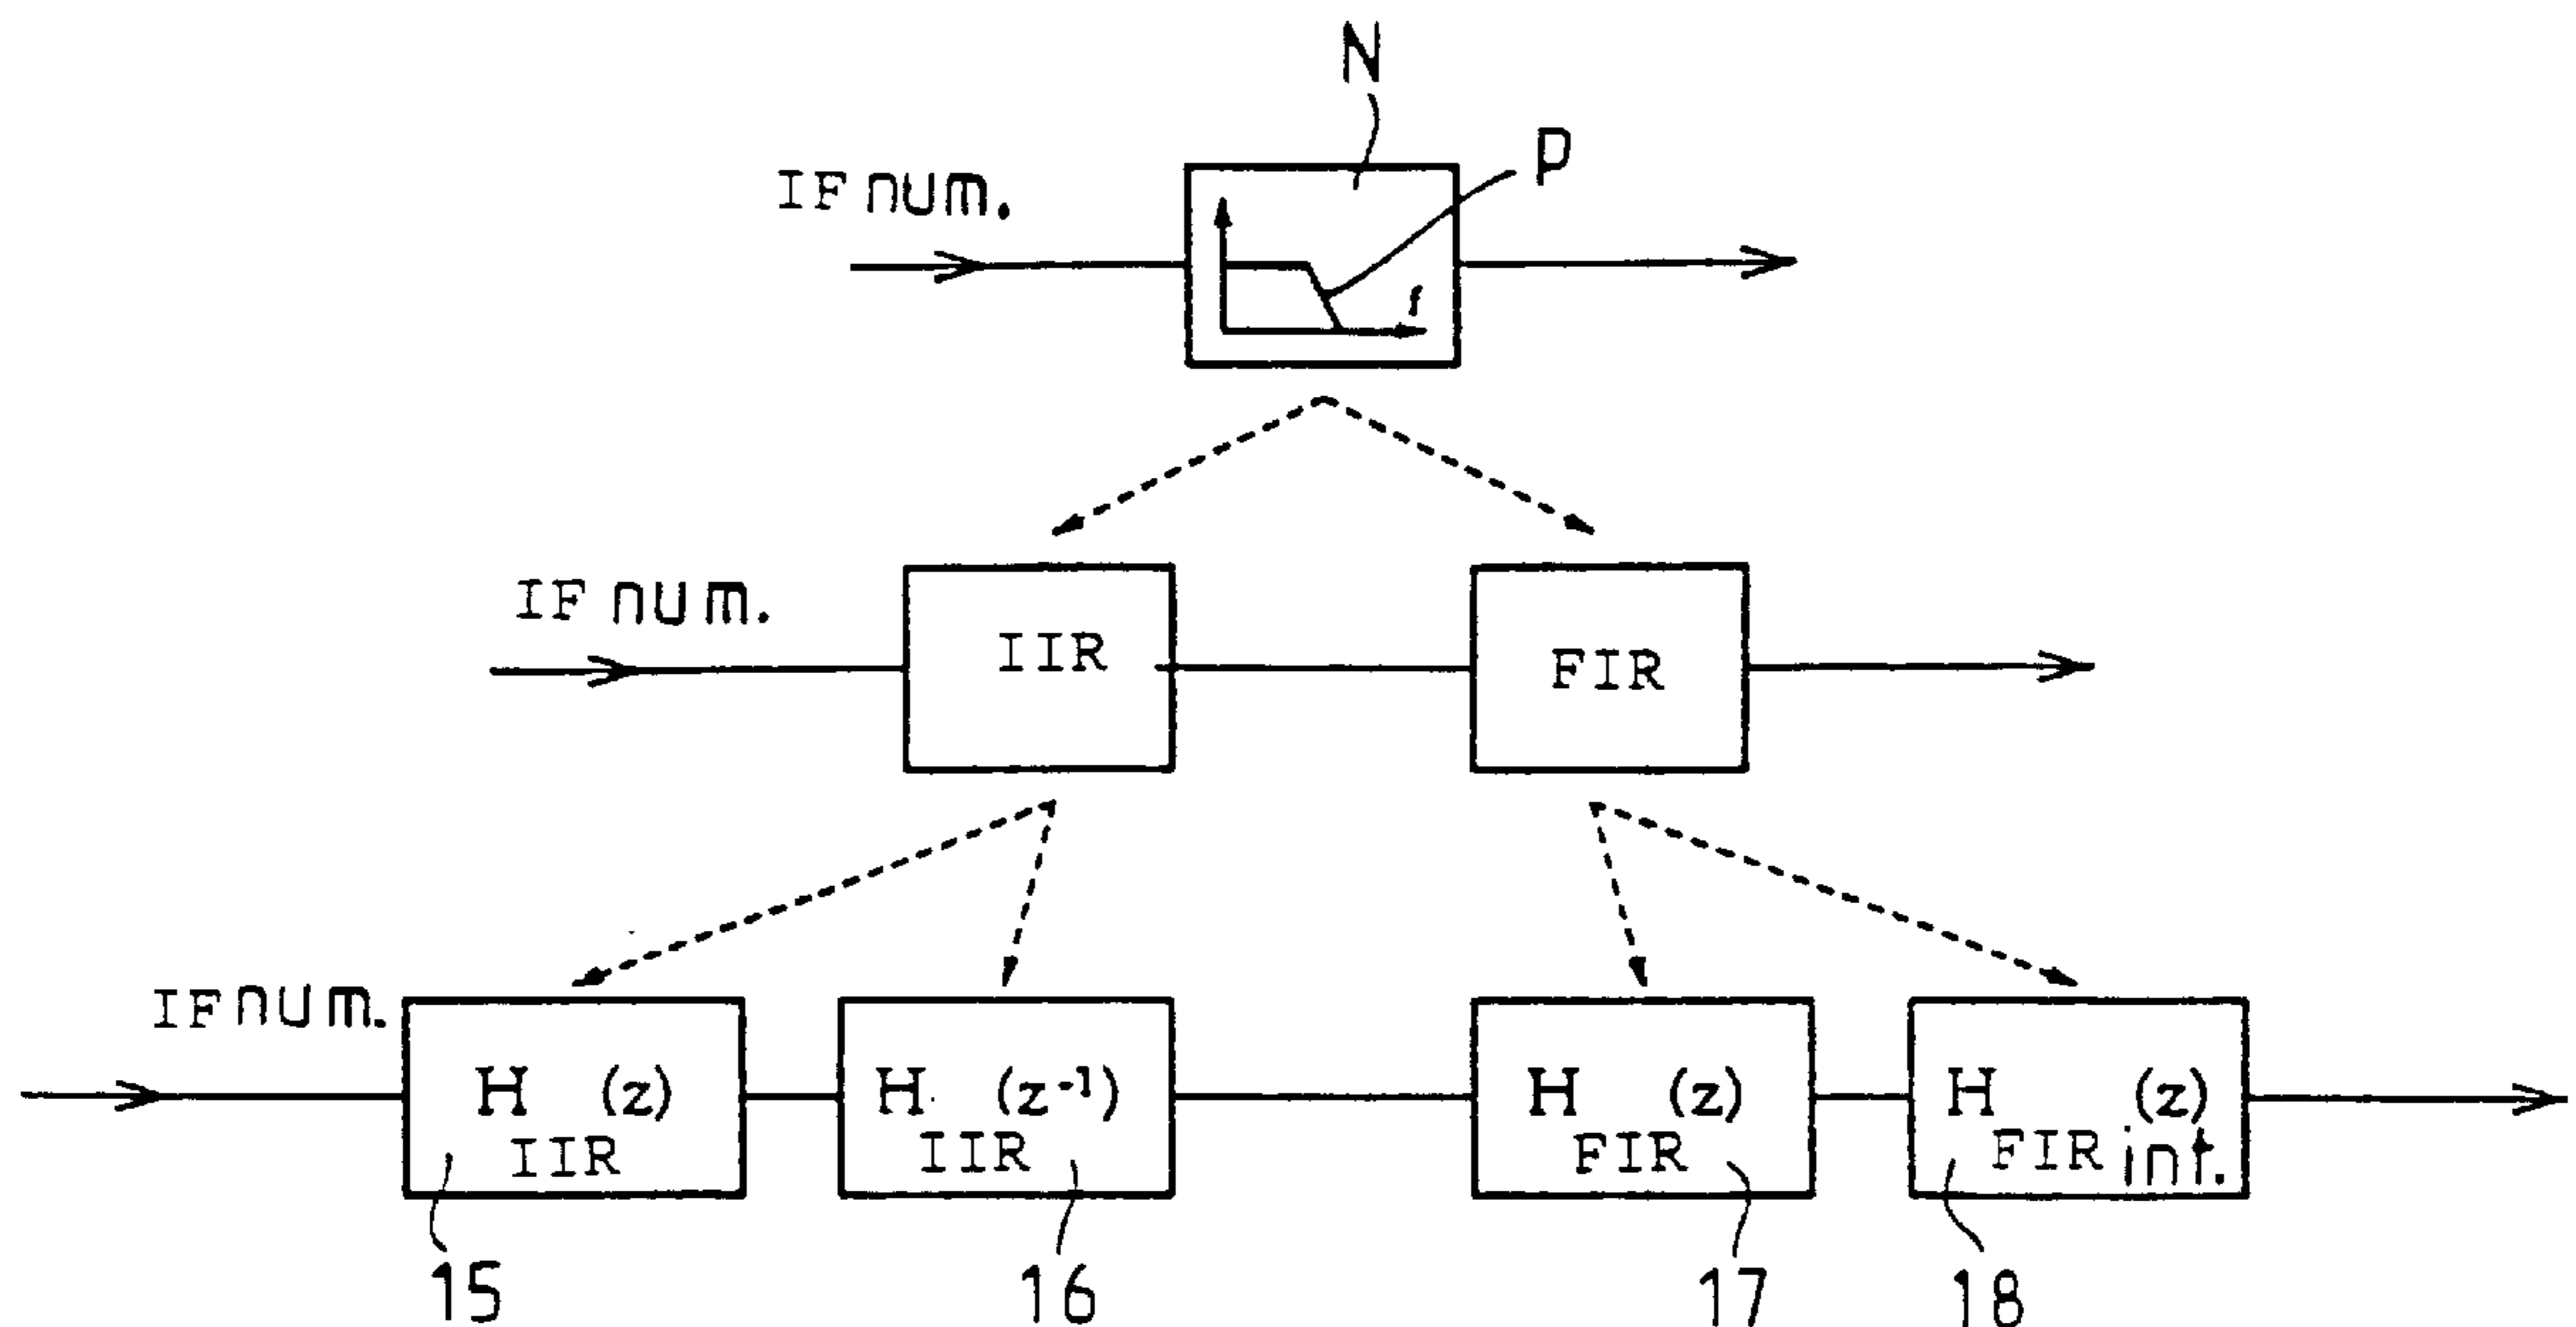 N
P
IF num.
f
IF num.
IIR
FIR
IF num.
H IIR (z)
H IIR (z⁻¹)
H FIR (z)
H FIR int. (z)
15
16
17
18